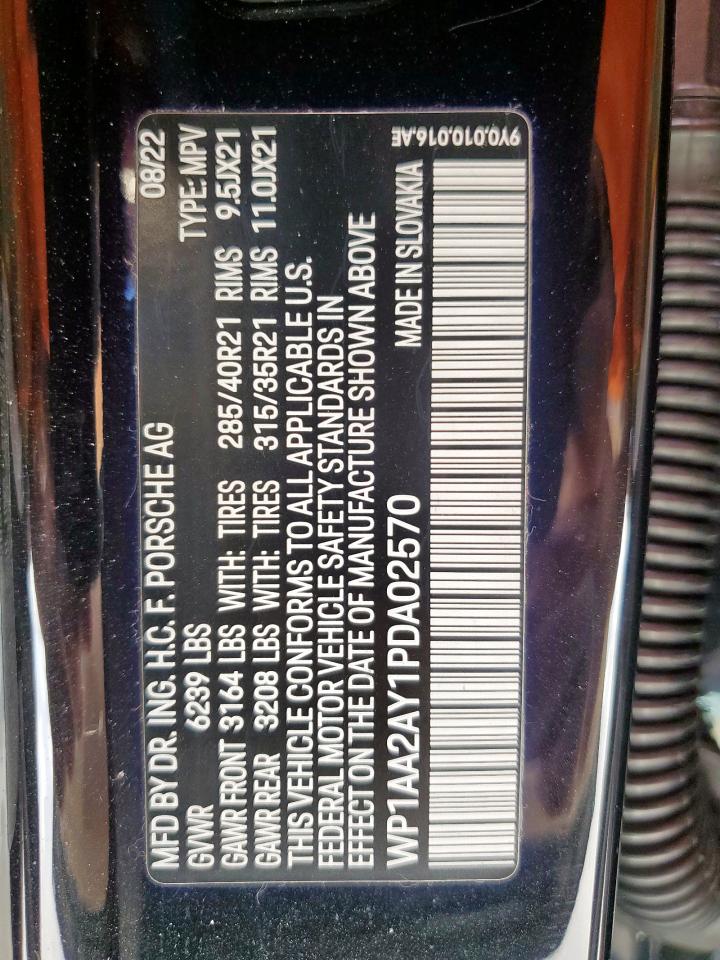 MFD BY DR. ING. H.C. F. PORSCHE AG 08/22
GVWR 6239 LBS TYPE: MPV
GAWR FRONT 3164 LBS WITH: TIRES 285/40R21 RIMS 9.5JX21
GAWR REAR 3208 LBS WITH: TIRES 315/35R21 RIMS 11.0JX21
THIS VEHICLE CONFORMS TO ALL APPLICABLE U.S.
FEDERAL MOTOR VEHICLE SAFETY STANDARDS IN
EFFECT ON THE DATE OF MANUFACTURE SHOWN ABOVE
WP1AA2AY1PDA02570 MADE IN SLOVAKIA
9Y0.010.016.AE